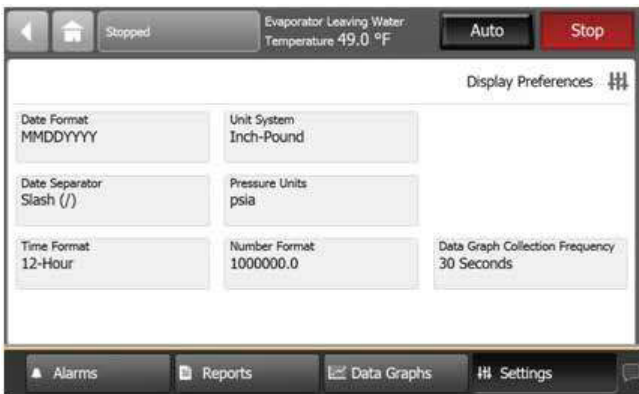 Stopped
Evaporator Leaving Water
Temperature 49.0 °F
Auto
Stop
Display Preferences
Date Format
MMDDYYYY
Unit System
Inch-Pound
Date Separator
Slash (/)
Pressure Units
psia
Time Format
12-Hour
Number Format
1000000.0
Data Graph Collection Frequency
30 Seconds
Alarms
Reports
Data Graphs
Settings